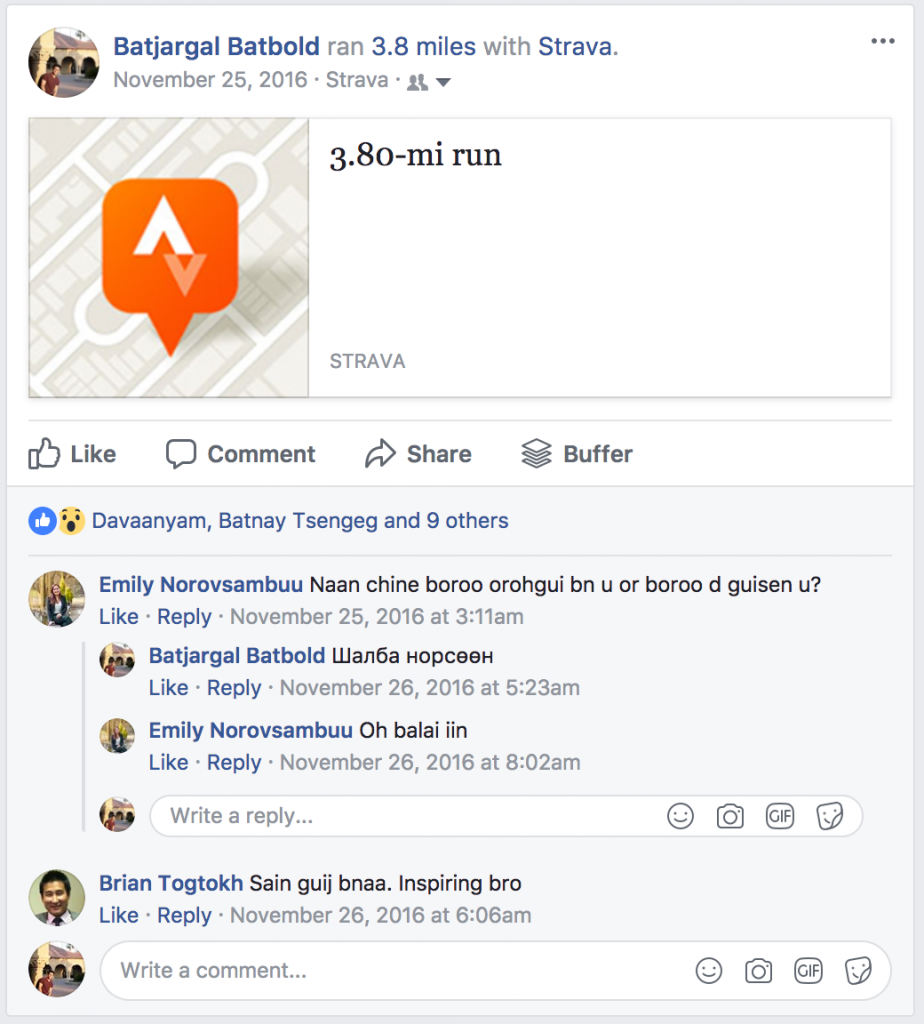 Batjargal Batbold ran 3.8 miles with Strava.
November 25, 2016 · Strava ·
3.80-mi run
STRAVA
Like Comment Share Buffer
Davaanyam, Batnay Tsengeg and 9 others
Emily Norovsambuu Naan chine boroo orohgui bn u or boroo d guisen u?
Like · Reply · November 25, 2016 at 3:11am
Batjargal Batbold Шалба норсөөн
Like · Reply · November 26, 2016 at 5:23am
Emily Norovsambuu Oh balai iin
Like · Reply · November 26, 2016 at 8:02am
Write a reply...
GIF
Brian Togtokh Sain guij bnaa. Inspiring bro
Like · Reply · November 26, 2016 at 6:06am
Write a comment...
GIF